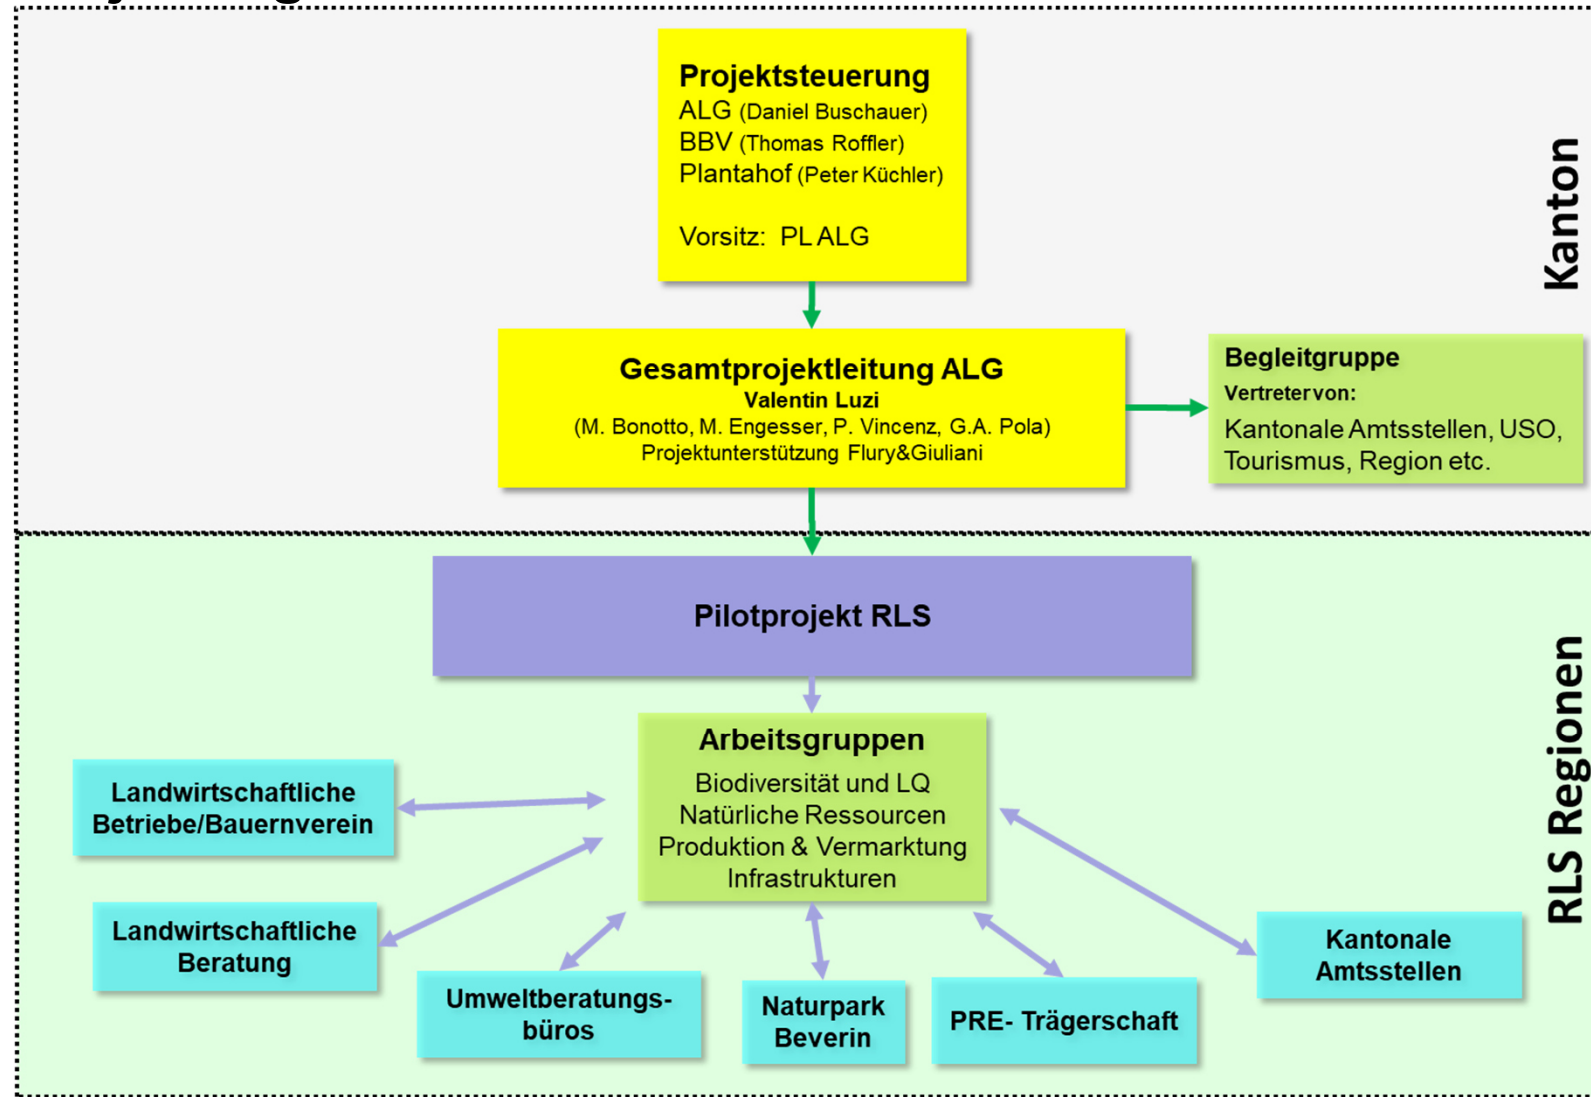 Projektsteuerung
ALG (Daniel Buschauer)
BBV (Thomas Roffler)
Plantahof (Peter Küchler)
Vorsitz: PL ALG
Kanton
Gesamtprojektleitung ALG
Valentin Luzi
(M. Bonotto, M. Engesser, P. Vincenz, G.A. Pola)
Projektunterstützung Flury&Giuliani
Begleitgruppe
Vertreter von:
Kantonale Amtsstellen, USO,
Tourismus, Region etc.
Pilotprojekt RLS
RLS Regionen
Arbeitsgruppen
Biodiversität und LQ
Natürliche Ressourcen
Produktion & Vermarktung
Infrastrukturen
Landwirtschaftliche
Betriebe/Bauernverein
Landwirtschaftliche
Beratung
Umweltberatungs-
büros
Naturpark
Beverin
PRE- Trägerschaft
Kantonale
Amtsstellen